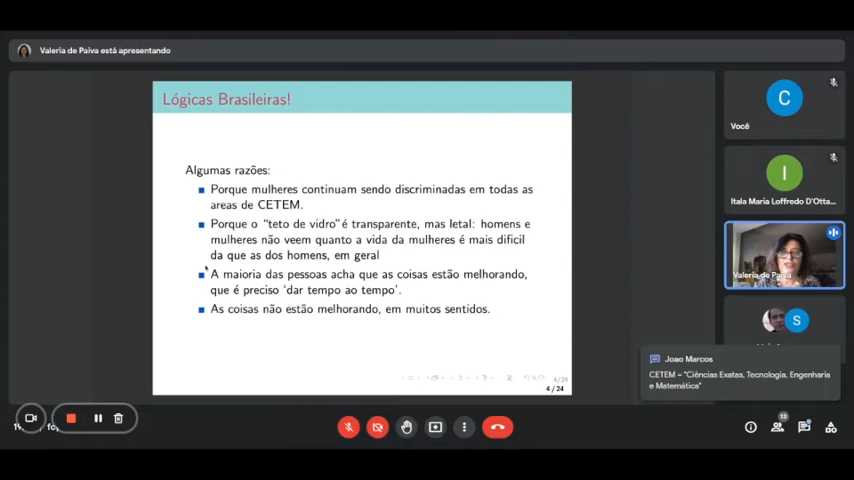 Valeria de Paiva está apresentando
Lógicas Brasileiras!
Algumas razões:
Porque mulheres continuam sendo discriminadas em todas as
areas de CETEM.
Porque o "teto de vidro"é transparente, mas letal: homens e
mulheres não veem quanto a vida da mulheres é mais dificil
da que as dos homens, em geral
A maioria das pessoas acha que as coisas estão melhorando,
que é preciso 'dar tempo ao tempo'.
As coisas não estão melhorando, em muitos sentidos.
4/24
4 / 24
C
Você
I
Itala Maria Loffredo D'Otta...
Valeria de Paiva
S
Joao Marcos
CETEM = "Ciências Exatas, Tecnologia, Engenharia
e Matemática"
13